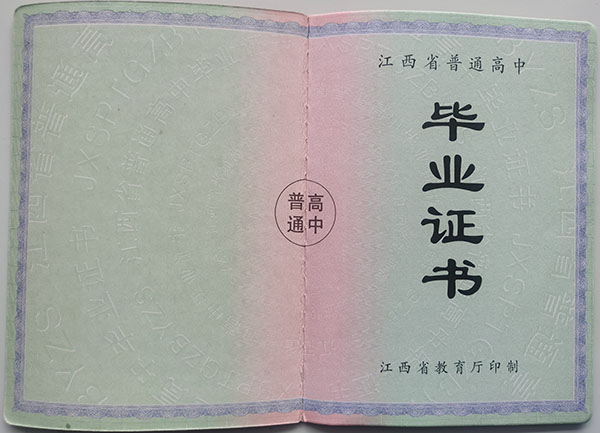 江西省普通高中
毕业证书
普通
高中
江西省教育厅印制